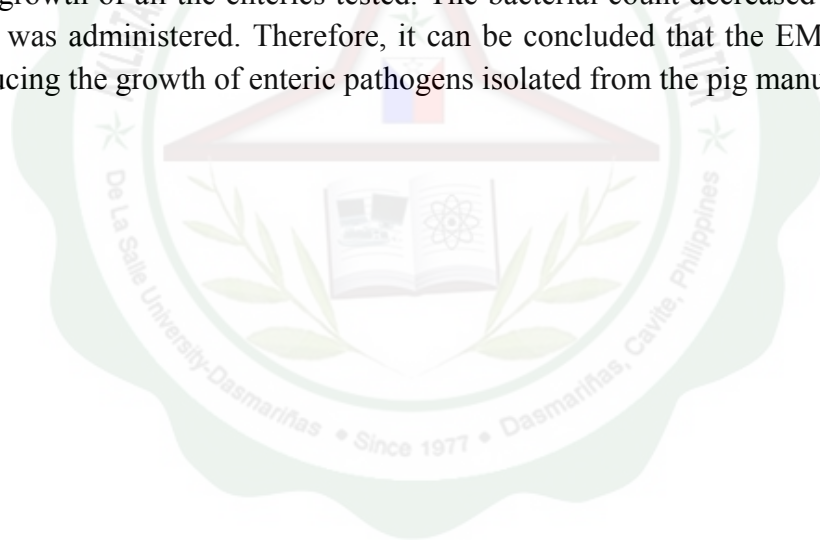 growth of all the enterics tested. The bacterial count decreased
was administered. Therefore, it can be concluded that the EM
ucing the growth of enteric pathogens isolated from the pig manu
De La Salle University-Dasmariñas • Since 1977 • Dasmariñas, Cavite, Philippines